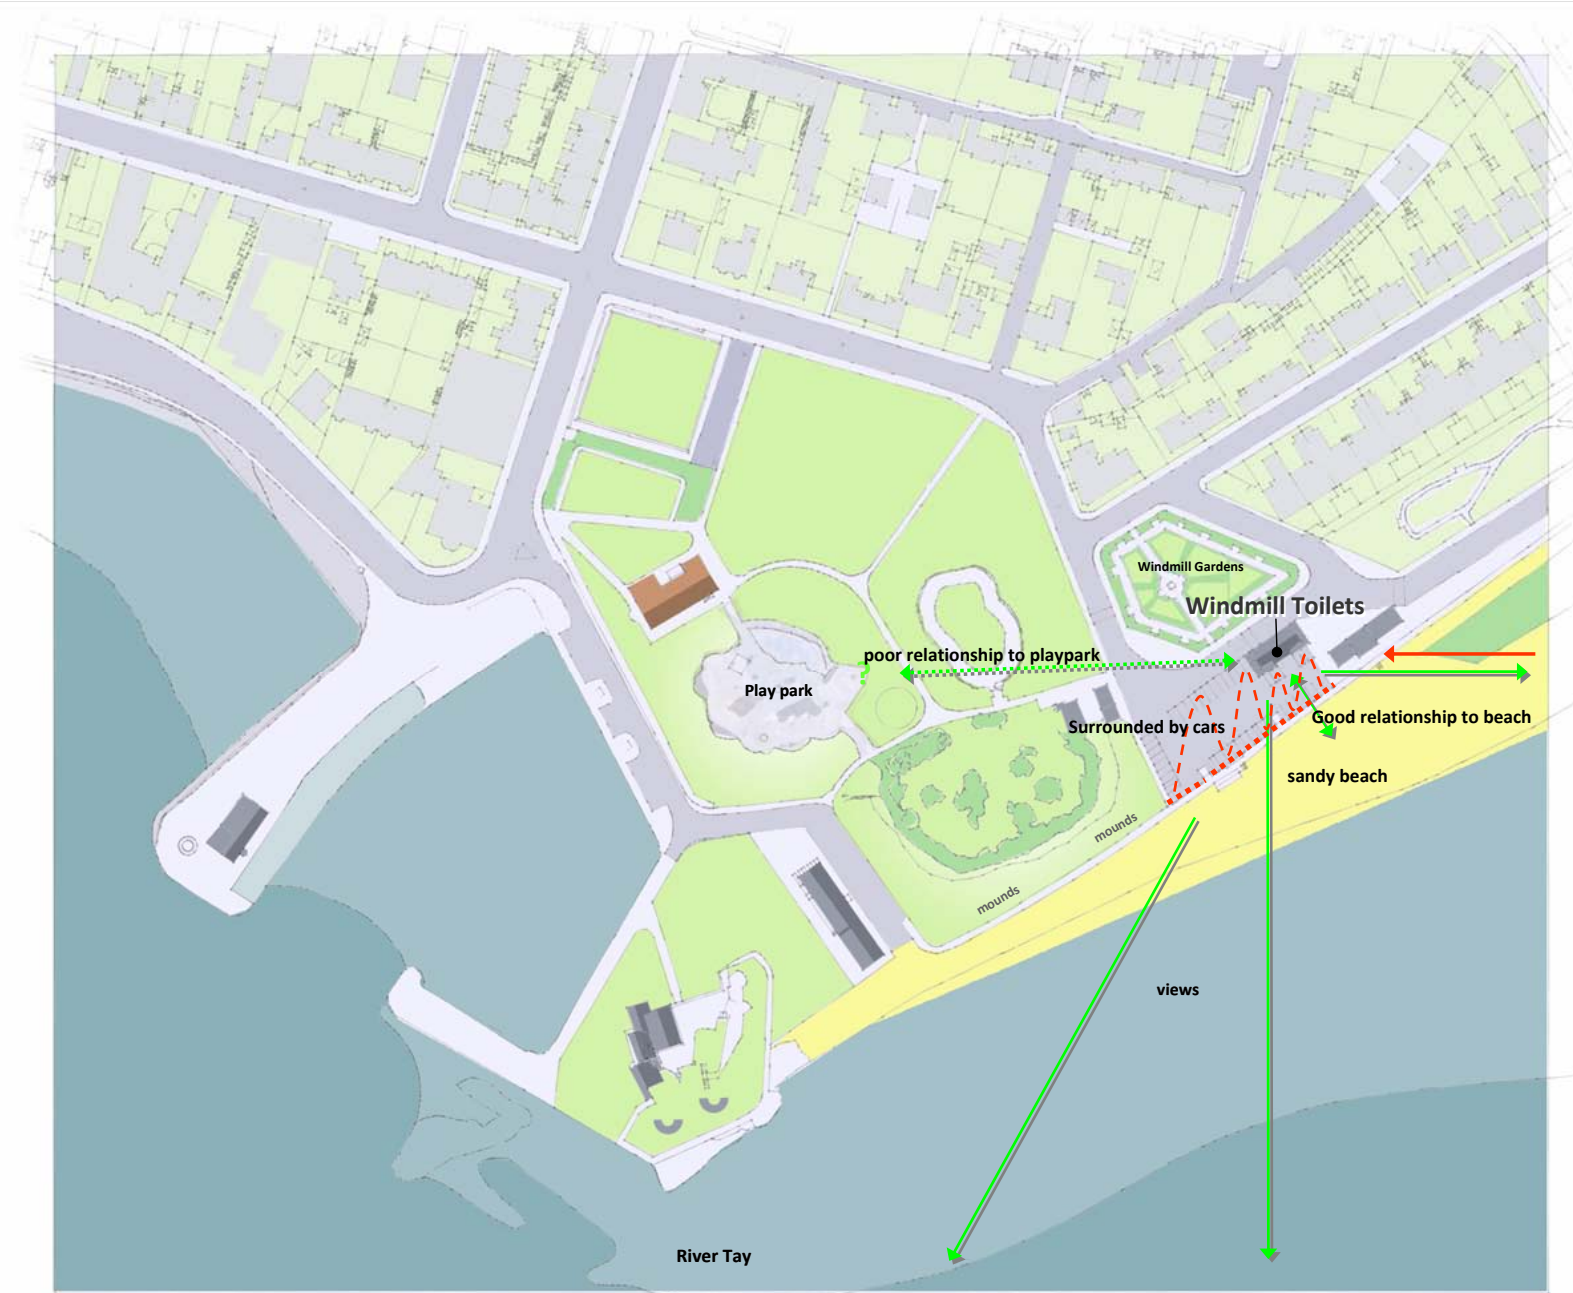 Windmill Gardens
Windmill Toilets
poor relationship to playpark
Play park
Surrounded by cars
Good relationship to beach
sandy beach
mounds
mounds
views
River Tay